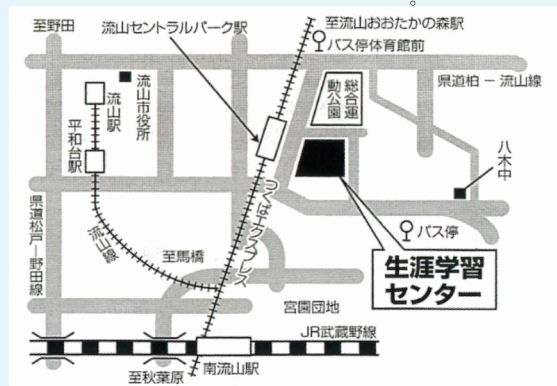 至野田
流山セントラルパーク駅
至流山おおたかの森駅
バス停体育館前
県道柏－流山線
流山市役所
流山駅
平和台駅
総合運
動公園
八木中
つくばエクスプレス
バス停
流山線
県道松戸―野田線
至馬橋
生涯学習
センター
宮園団地
JR武蔵野線
南流山駅
至秋葉原